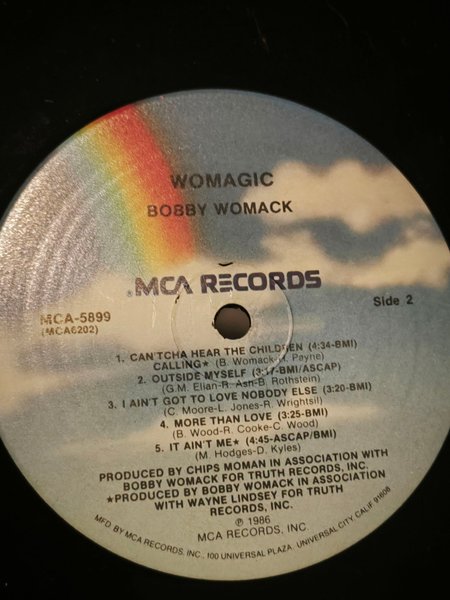 WOMAGIC
BOBBY WOMACK
®MCA RECORDS
MCA-5899
(MCA6202)
Side 2
1. CAN'TCHA HEAR THE CHILDREN (4:34-BMI)
CALLING★ (B. Womack-H. Payne)
2. OUTSIDE MYSELF (3:17-BMI/ASCAP)
(G.M. Elian-R. Ash-B. Rothstein)
3. I AIN'T GOT TO LOVE NOBODY ELSE (3:20-BMI)
(C. Moore-L. Jones-R. Wrightsil)
4. MORE THAN LOVE (3:25-BMI)
(B. Wood-R. Cooke-C. Wood)
5. IT AIN'T ME★ (4:45-ASCAP/BMI)
(M. Hodges-D. Kyles)
PRODUCED BY CHIPS MOMAN IN ASSOCIATION WITH
BOBBY WOMACK FOR TRUTH RECORDS, INC.
★PRODUCED BY BOBBY WOMACK IN ASSOCIATION
WITH WAYNE LINDSEY FOR TRUTH
RECORDS, INC.
℗ 1986
MCA RECORDS, INC.
MFD BY MCA RECORDS, INC., 100 UNIVERSAL PLAZA, UNIVERSAL CITY, CALIF 91608